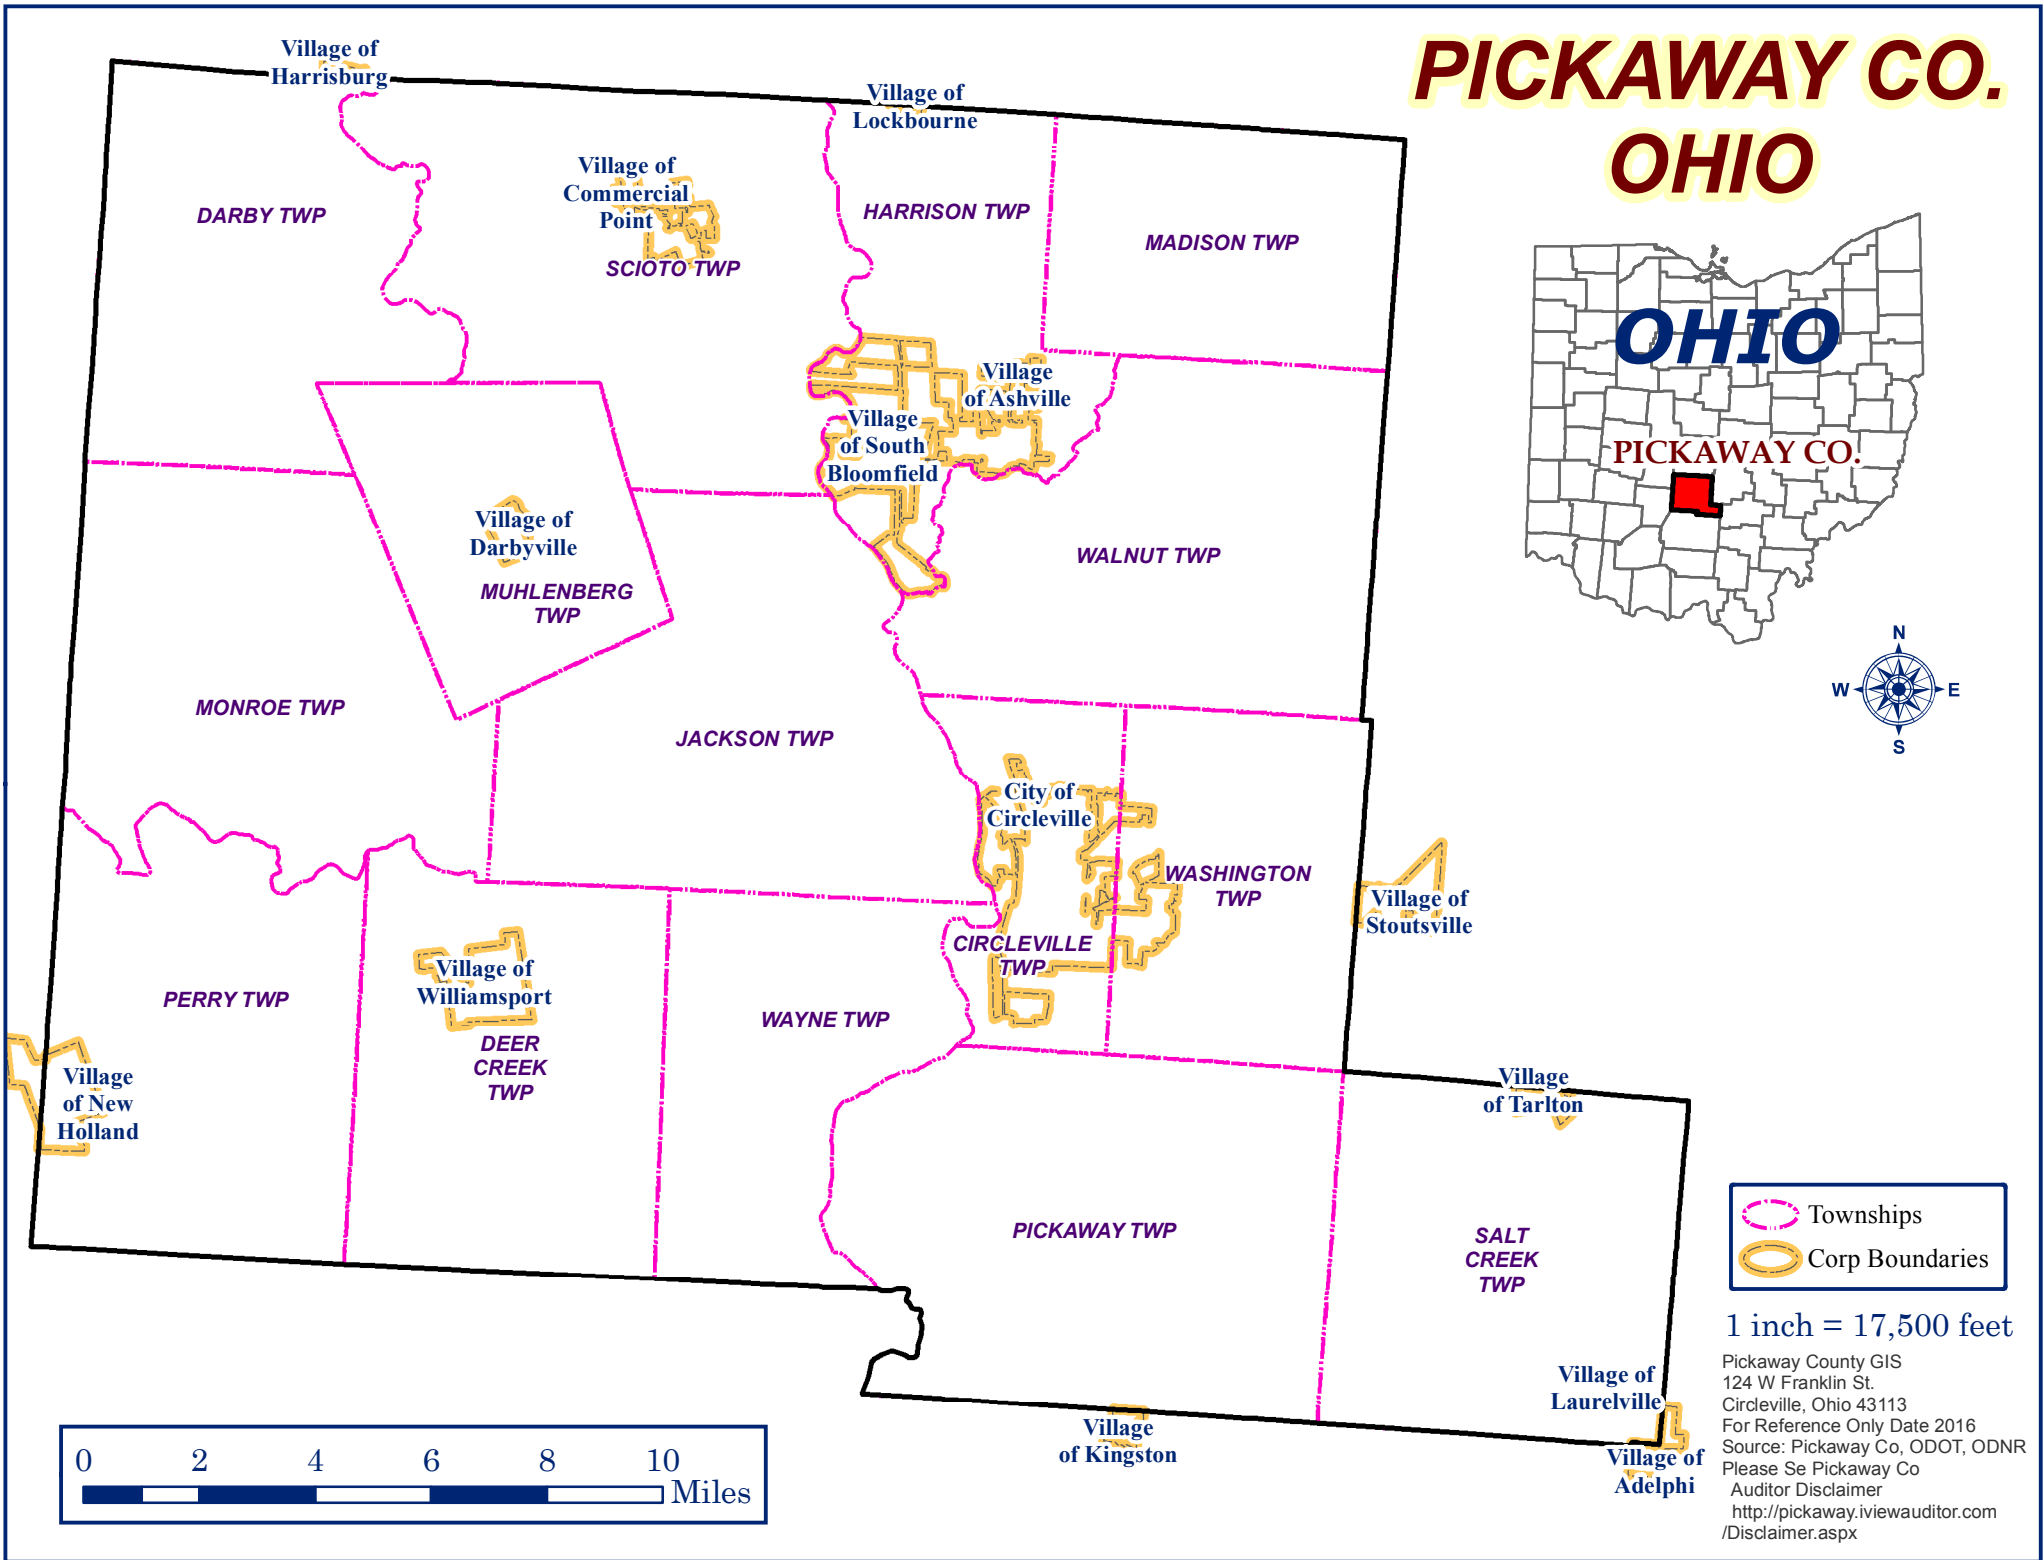 PICKAWAY CO.
OHIO
Village of
Harrisburg
Village of
Lockbourne
Village of
Commercial
Point
DARBY TWP
SCIOTO TWP
HARRISON TWP
MADISON TWP
OHIO
PICKAWAY CO.
Village
of Ashville
Village
of South
Bloomfield
Village of
Darbyville
MUHLENBERG
TWP
WALNUT TWP
N
W
E
S
MONROE TWP
JACKSON TWP
City of
Circleville
WASHINGTON
TWP
Village of
Stoutsville
CIRCLEVILLE
TWP
PERRY TWP
Village of
Williamsport
DEER
CREEK
TWP
WAYNE TWP
Village
of New
Holland
Village
of Tarlton
PICKAWAY TWP
SALT
CREEK
TWP
Townships
Corp Boundaries
1 inch = 17,500 feet
Village of
Laurelville
Village
of Kingston
Village of
Adelphi
Pickaway County GIS
124 W Franklin St.
Circleville, Ohio 43113
For Reference Only Date 2016
Source: Pickaway Co, ODOT, ODNR
Please Se Pickaway Co
Auditor Disclaimer
http://pickaway.iviewauditor.com
/Disclaimer.aspx
0 2 4 6 8 10
Miles